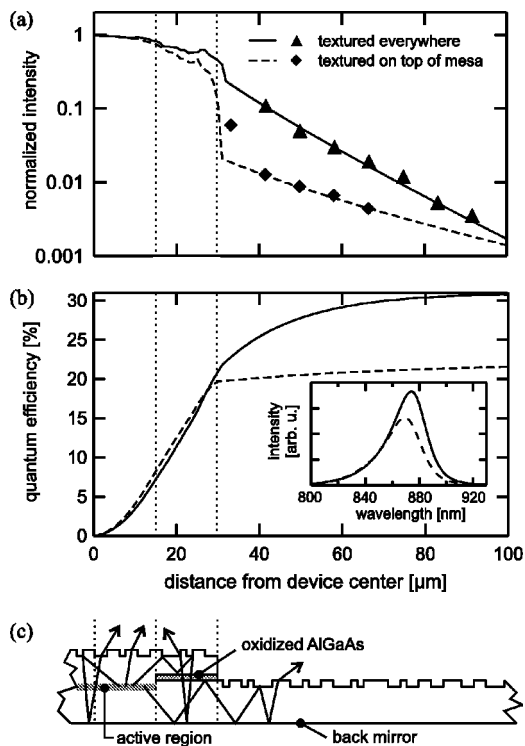 (a)
normalized intensity
1
0.1
0.01
0.001
textured everywhere
textured on top of mesa
(b)
quantum efficiency [%]
30
25
20
15
10
5
0
0 20 40 60 80 100
distance from device center [µm]
intensity
[arb. u.]
800 840 880 920
wavelength [nm]
(c)
oxidized AlGaAs
active region
back mirror